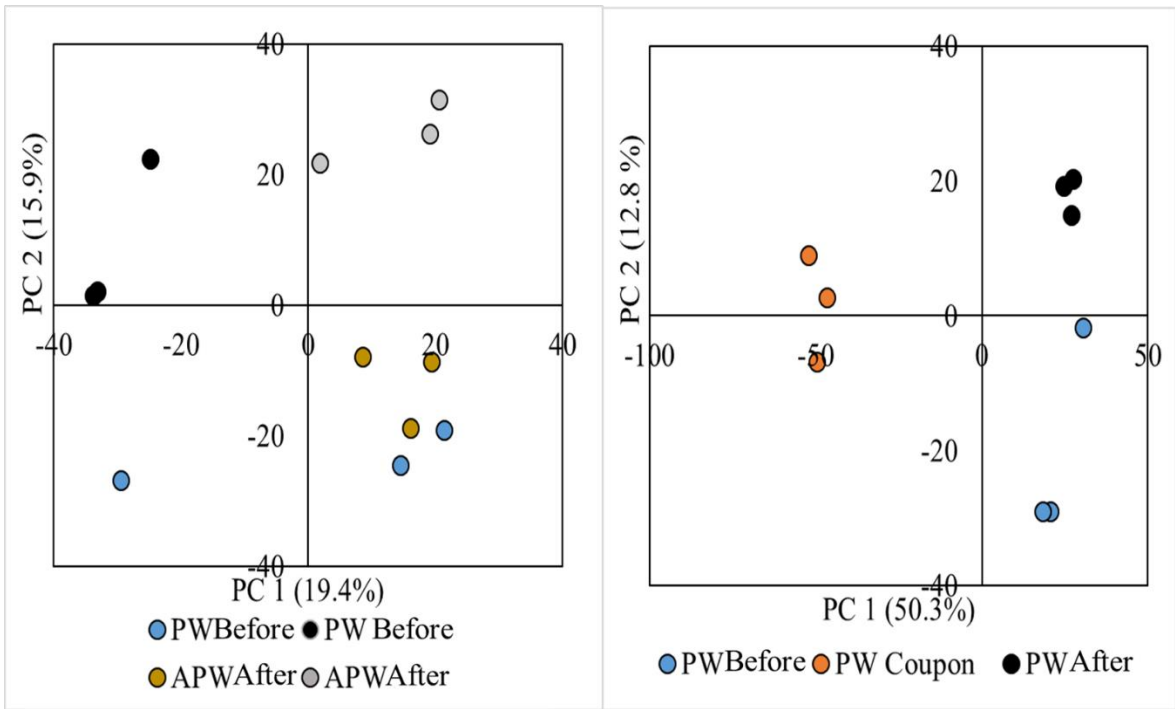 40
PC 2 (15.9%)
20
0
-40
-20
0
20
40
-20
-40
PC 1 (19.4%)
PWBefore
PW Before
APWAfter
APWAfter
40
PC 2 (12.8 %)
20
0
-100
-50
0
50
-20
-40
PC 1 (50.3%)
PWBefore
PW Coupon
PWAfter